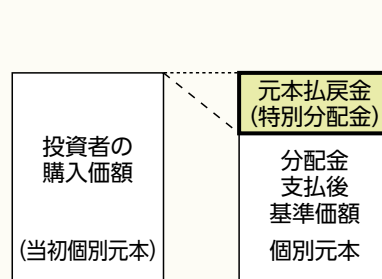 投資者の
購入価額
(当初個別元本)
元本払戻金
(特別分配金)
分配金
支払後
基準価額
個別元本